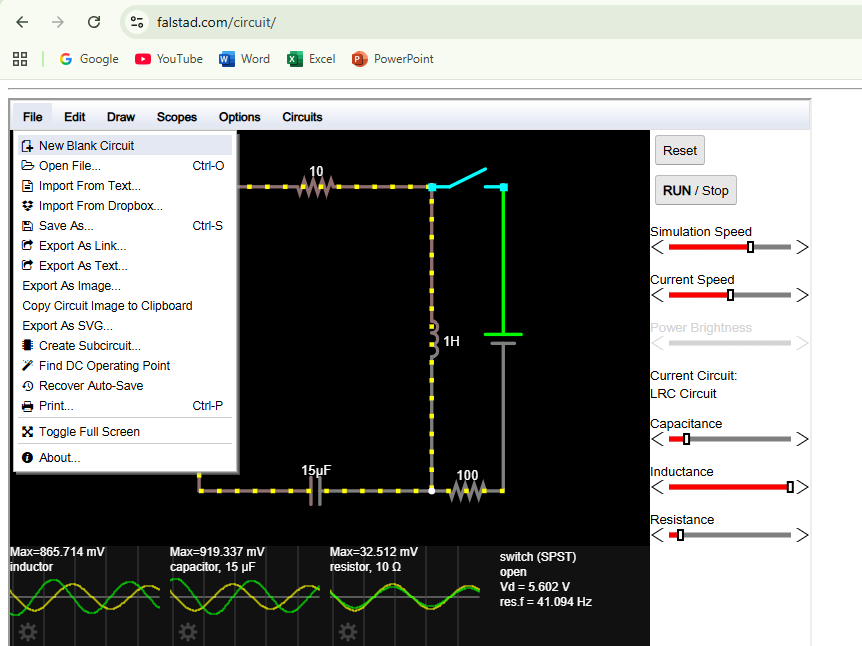 falstad.com/circuit/
Google YouTube Word Excel PowerPoint
File Edit Draw Scopes Options Circuits
New Blank Circuit
Open File... Ctrl-O
Import From Text...
Import From Dropbox...
Save As... Ctrl-S
Export As Link...
Export As Text...
Export As Image...
Copy Circuit Image to Clipboard
Export As SVG...
Create Subcircuit...
Find DC Operating Point
Recover Auto-Save
Print... Ctrl-P
Toggle Full Screen
About...
10
1H
15µF
100
Reset
RUN / Stop
Simulation Speed
Current Speed
Power Brightness
Current Circuit:
LRC Circuit
Capacitance
Inductance
Resistance
Max=865.714 mV
inductor
Max=919.337 mV
capacitor, 15 µF
Max=32.512 mV
resistor, 10 Ω
switch (SPST)
open
Vd = 5.602 V
res.f = 41.094 Hz